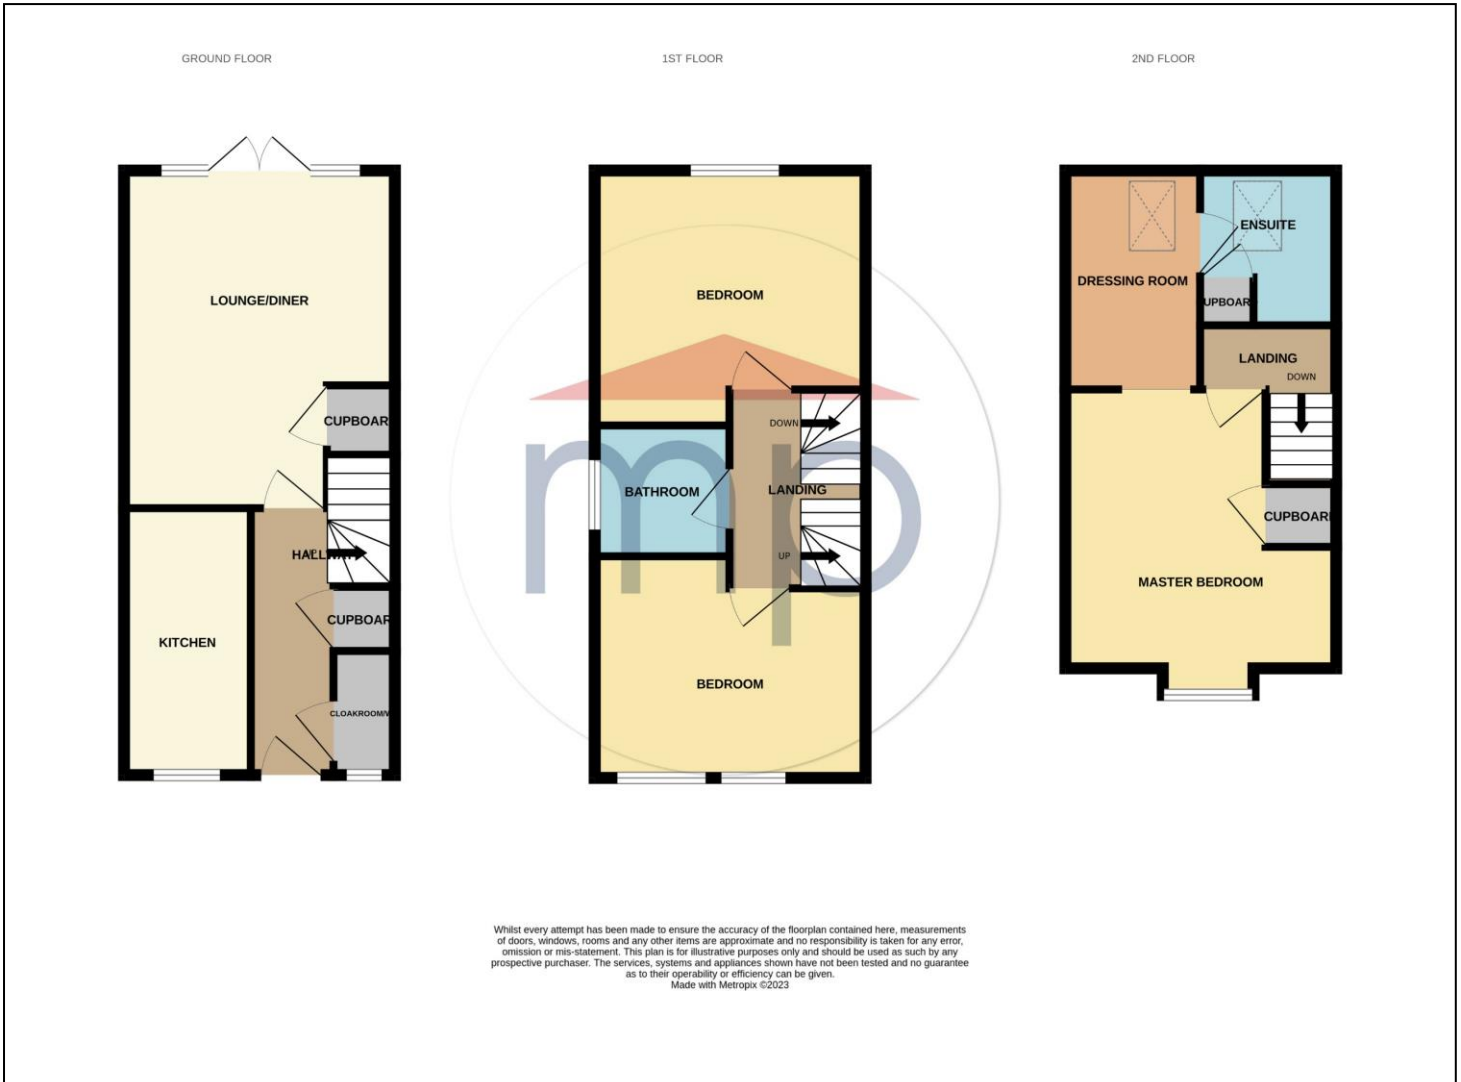 GROUND FLOOR
1ST FLOOR
2ND FLOOR
LOUNGE/DINER
CUPBOAR
HALLWAY
UP
KITCHEN
CUPBOAR
CLOAKROOM/W
BEDROOM
DOWN
BATHROOM
LANDING
UP
BEDROOM
mp
ENSUITE
DRESSING ROOM
UPBOAR
LANDING
DOWN
CUPBOARD
MASTER BEDROOM
Whilst every attempt has been made to ensure the accuracy of the floorplan contained here, measurements
of doors, windows, rooms and any other items are approximate and no responsibility is taken for any error,
omission or mis-statement. This plan is for illustrative purposes only and should be used as such by any
prospective purchaser. The services, systems and appliances shown have not been tested and no guarantee
as to their operability or efficiency can be given.
Made with Metropix ©2023